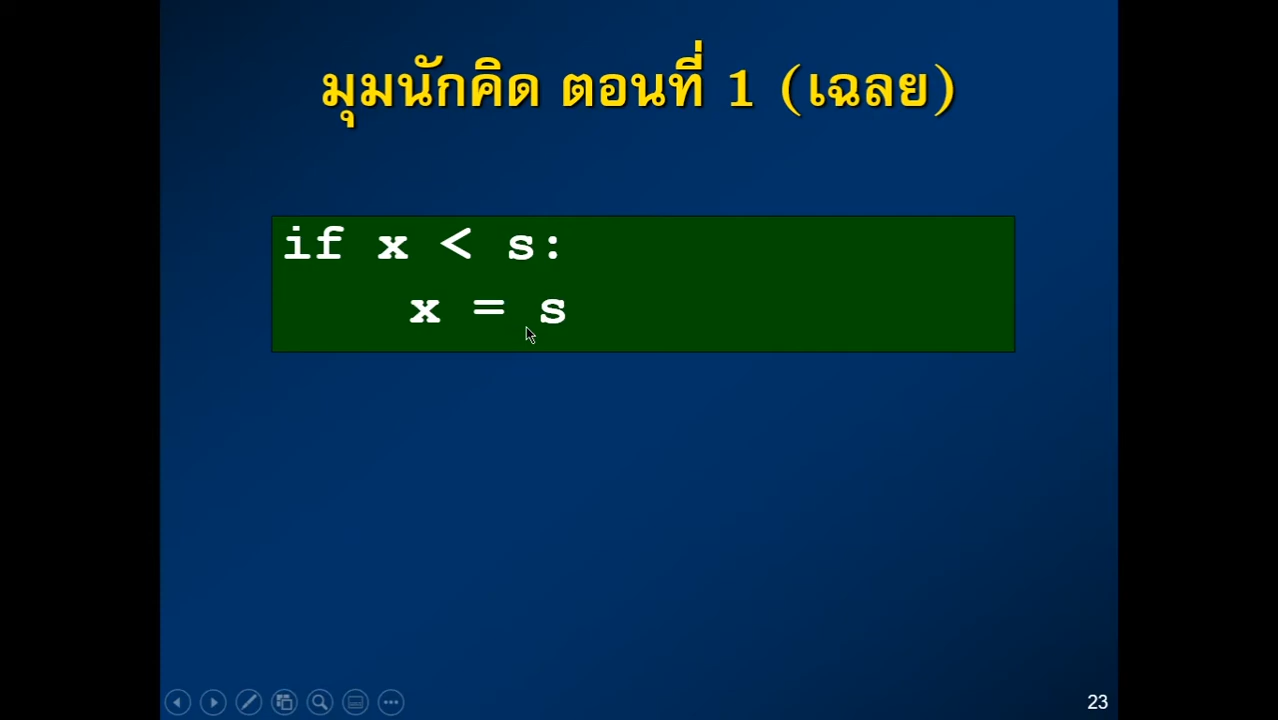 มุมนักคิด ตอนที่ 1 (เฉลย)
if x < s:
    x = s
23